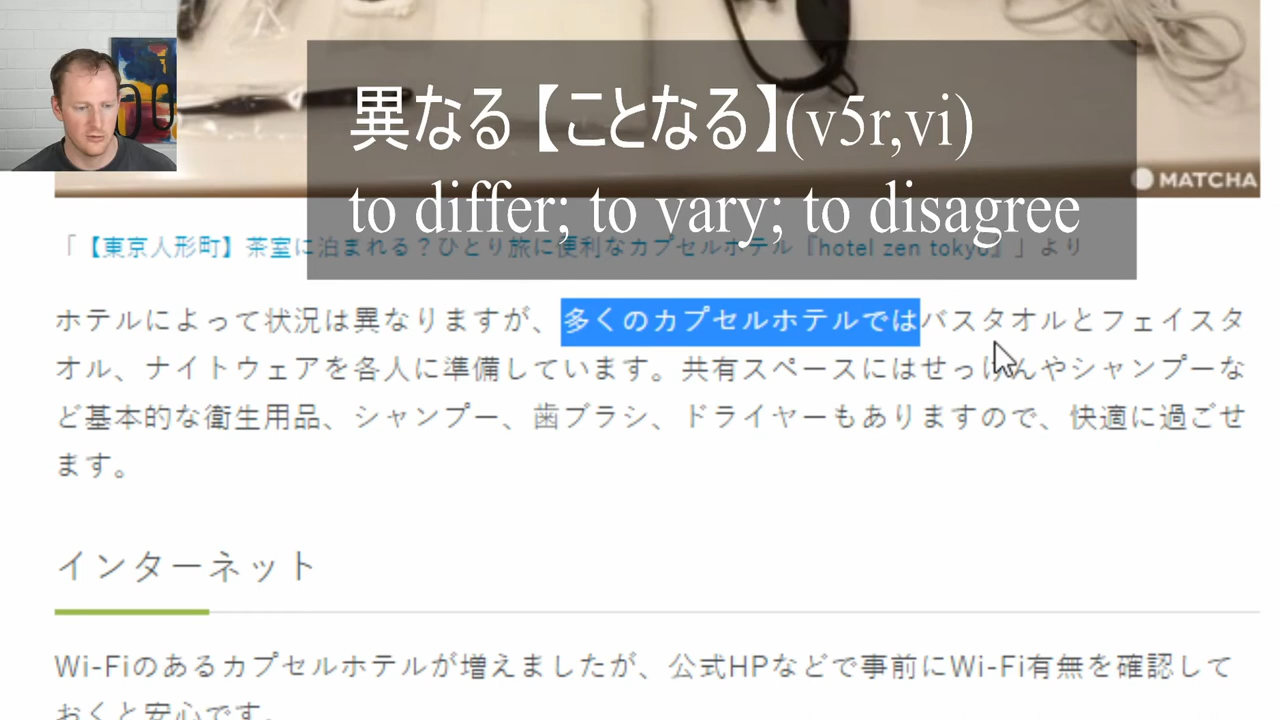 異なる【ことなる】(v5r,vi)
to differ; to vary; to disagree
MATCHA
「【東京人形町】茶室に泊まれる？ひとり旅に便利なカプセルホテル『hotel zen tokyo』」より
ホテルによって状況は異なりますが、多くのカプセルホテルではバスタオルとフェイスタ
オル、ナイトウェアを各人に準備しています。共有スペースにはせっけんやシャンプーな
ど基本的な衛生用品、シャンプー、歯ブラシ、ドライヤーもありますので、快適に過ごせ
ます。
インターネット
Wi-Fiのあるカプセルホテルが増えましたが、公式HPなどで事前にWi-Fi有無を確認して
おくと安心です。